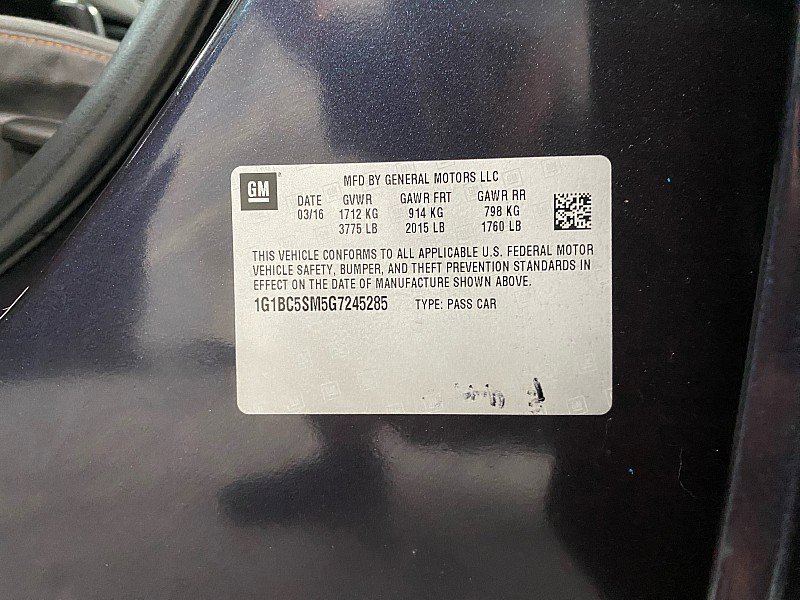 GM
MFD BY GENERAL MOTORS LLC
DATE GVWR GAWR FRT GAWR RR
03/16 1712 KG 914 KG 798 KG
3775 LB 2015 LB 1760 LB
THIS VEHICLE CONFORMS TO ALL APPLICABLE U.S. FEDERAL MOTOR
VEHICLE SAFETY, BUMPER, AND THEFT PREVENTION STANDARDS IN
EFFECT ON THE DATE OF MANUFACTURE SHOWN ABOVE.
1G1BC5SM5G7245285 TYPE: PASS CAR